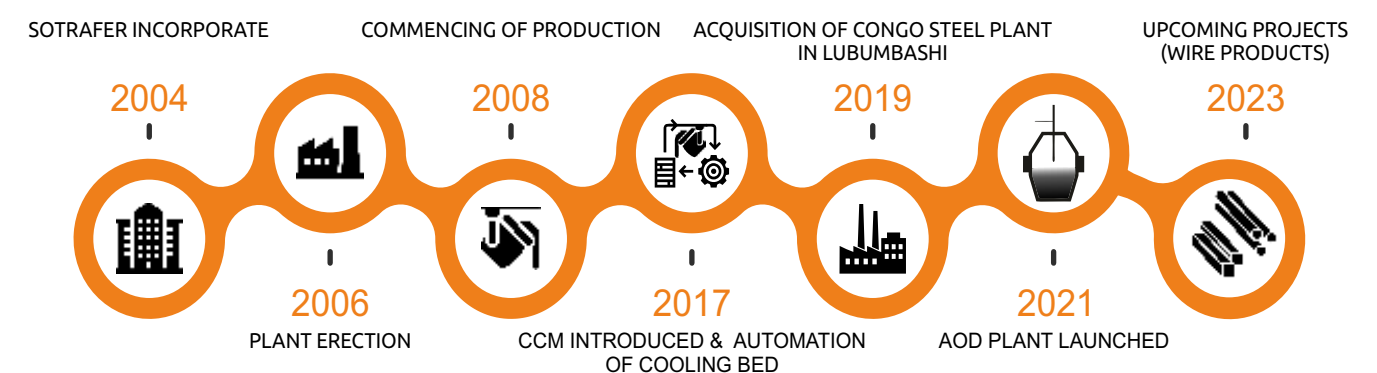 SOTRAFER INCORPORATE
2004
2006
PLANT ERECTION
COMMENCING OF PRODUCTION
2008
2017
CCM INTRODUCED & AUTOMATION
OF COOLING BED
ACQUISITION OF CONGO STEEL PLANT
IN LUBUMBASHI
2019
2021
AOD PLANT LAUNCHED
UPCOMING PROJECTS
(WIRE PRODUCTS)
2023